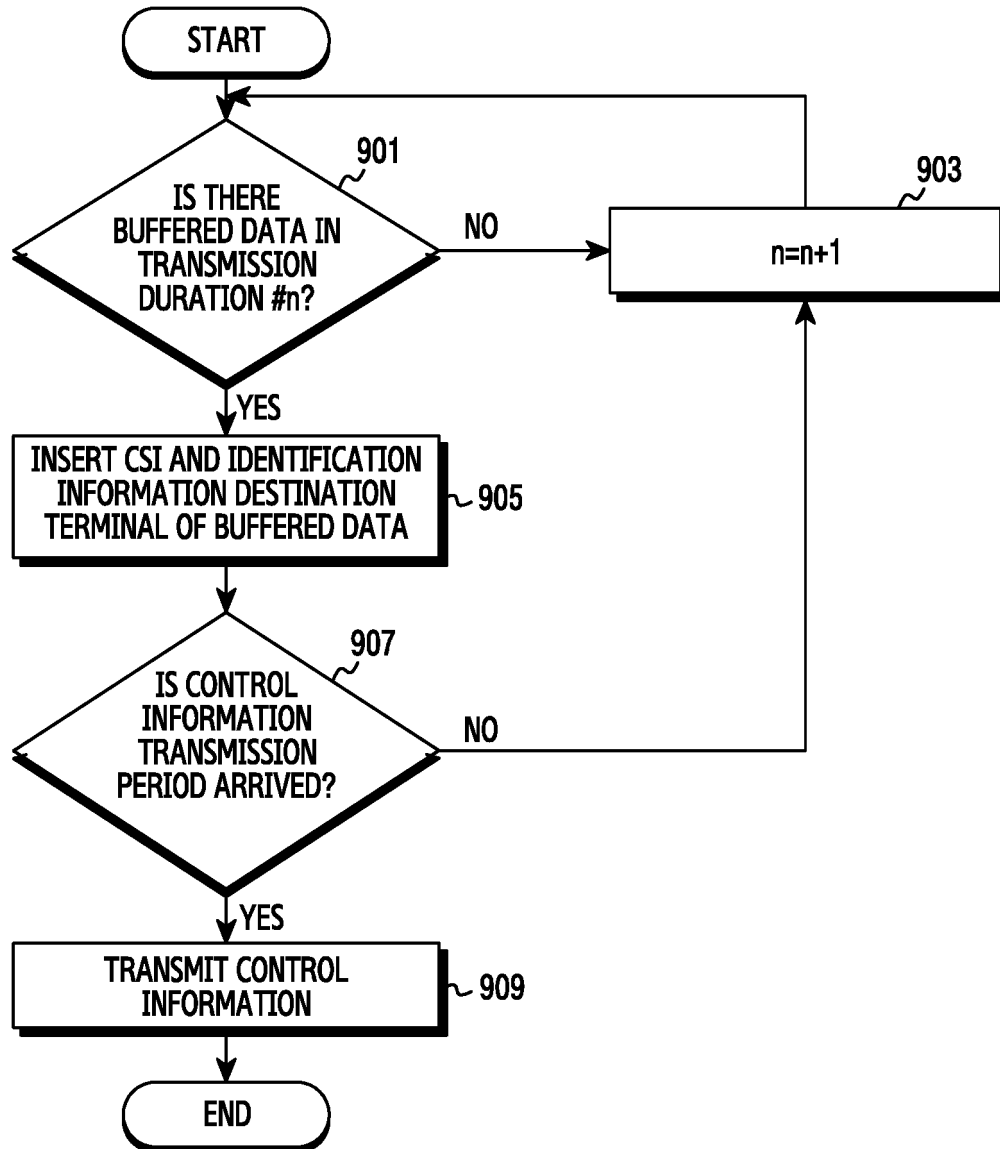 START
901
IS THERE
BUFFERED DATA IN
TRANSMISSION
DURATION #n?
NO
903
n=n+1
YES
INSERT CSI AND IDENTIFICATION
INFORMATION DESTINATION
TERMINAL OF BUFFERED DATA
905
907
IS CONTROL
INFORMATION
TRANSMISSION
PERIOD ARRIVED?
NO
YES
TRANSMIT CONTROL
INFORMATION
909
END